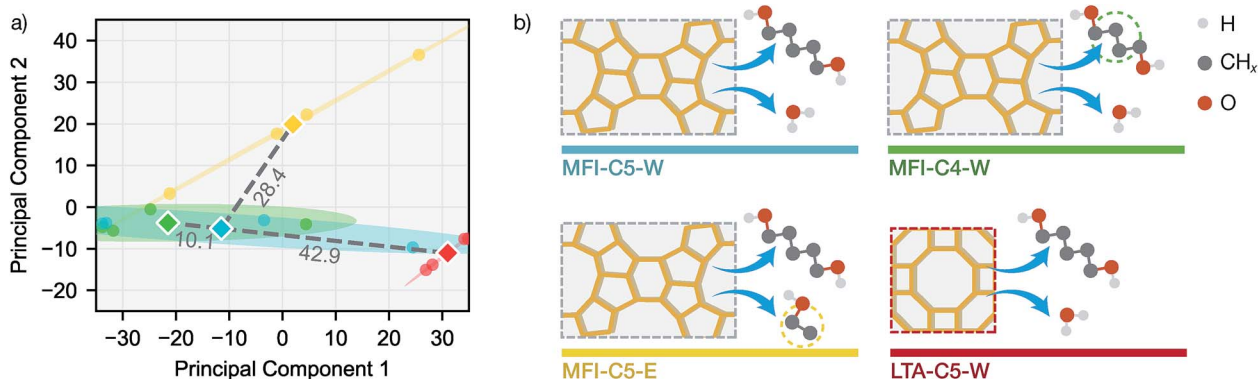 a)
40
30
20
10
0
−10
−20
−30
−20
−10
0
10
20
30
Principal Component 1
Principal Component 2
28.4
10.1
42.9
b)
MFI-C5-W
MFI-C4-W
MFI-C5-E
LTA-C5-W
H
CHx
O